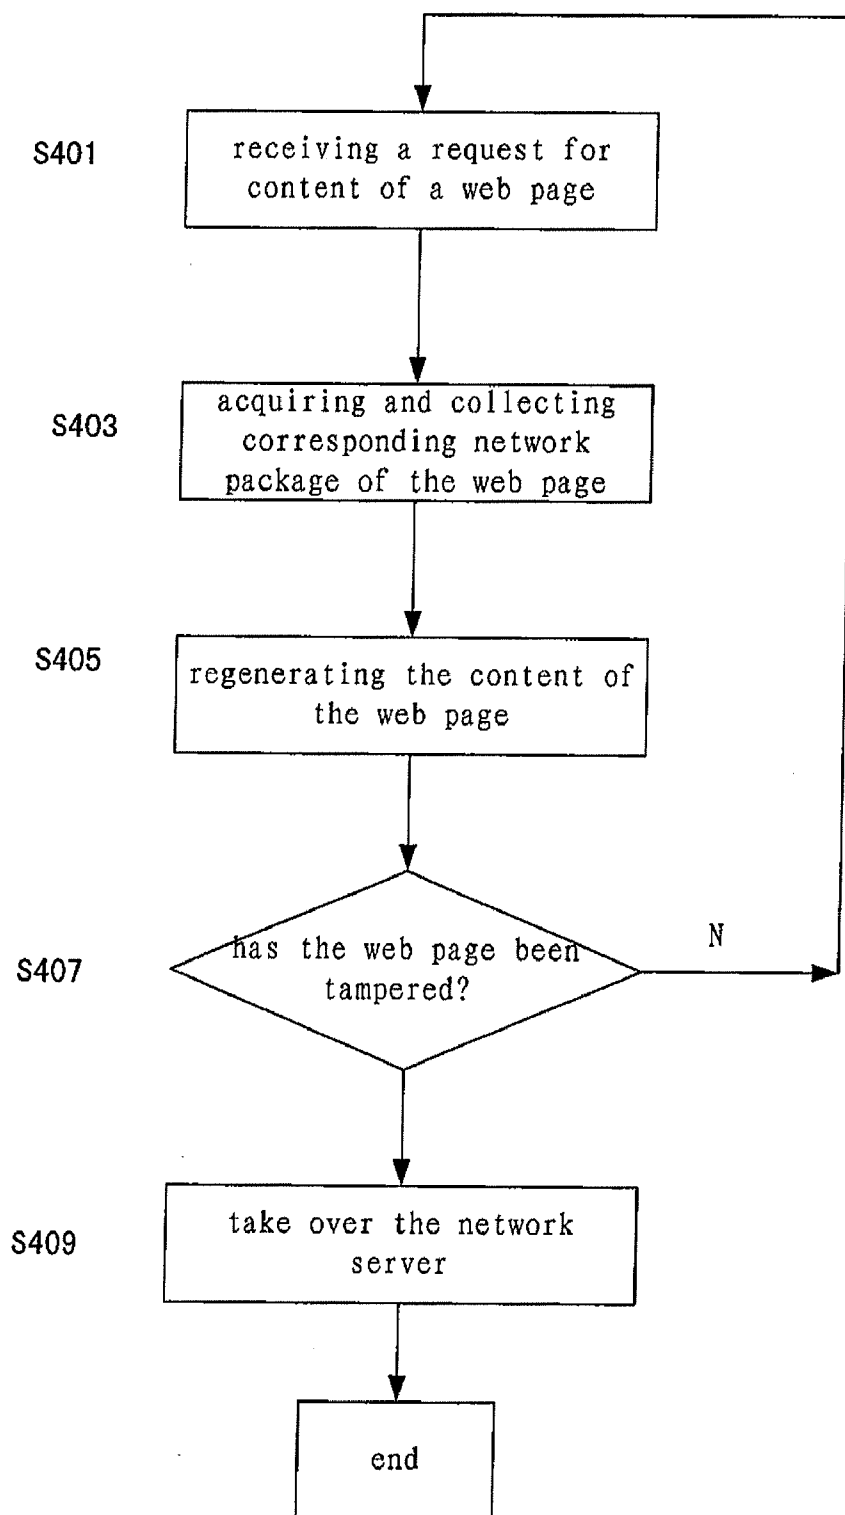 S401
receiving a request for
content of a web page
S403
acquiring and collecting
corresponding network
package of the web page
S405
regenerating the content of
the web page
S407
has the web page been
tampered?
N
S409
take over the network
server
end